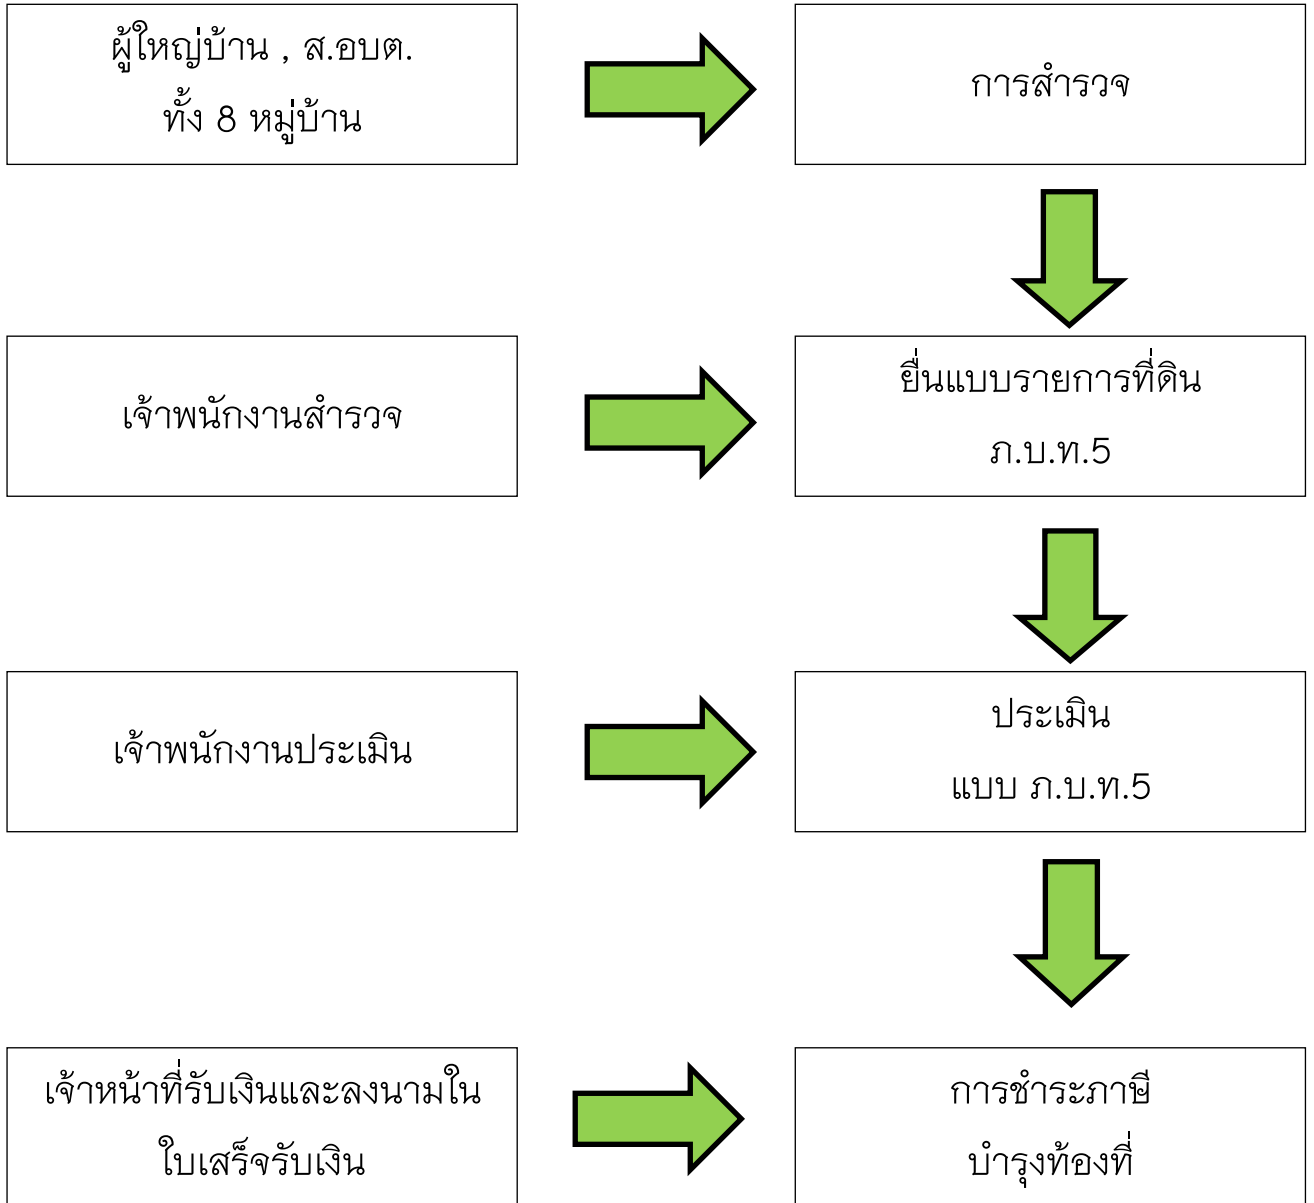 ผู้ใหญ่บ้าน , ส.อบต.
ทั้ง 8 หมู่บ้าน
การสำรวจ
เจ้าพนักงานสำรวจ
ยื่นแบบรายการที่ดิน
ภ.บ.ท.5
เจ้าพนักงานประเมิน
ประเมิน
แบบ ภ.บ.ท.5
เจ้าหน้าที่รับเงินและลงนามใน
ใบเสร็จรับเงิน
การชำระภาษี
บำรุงท้องที่